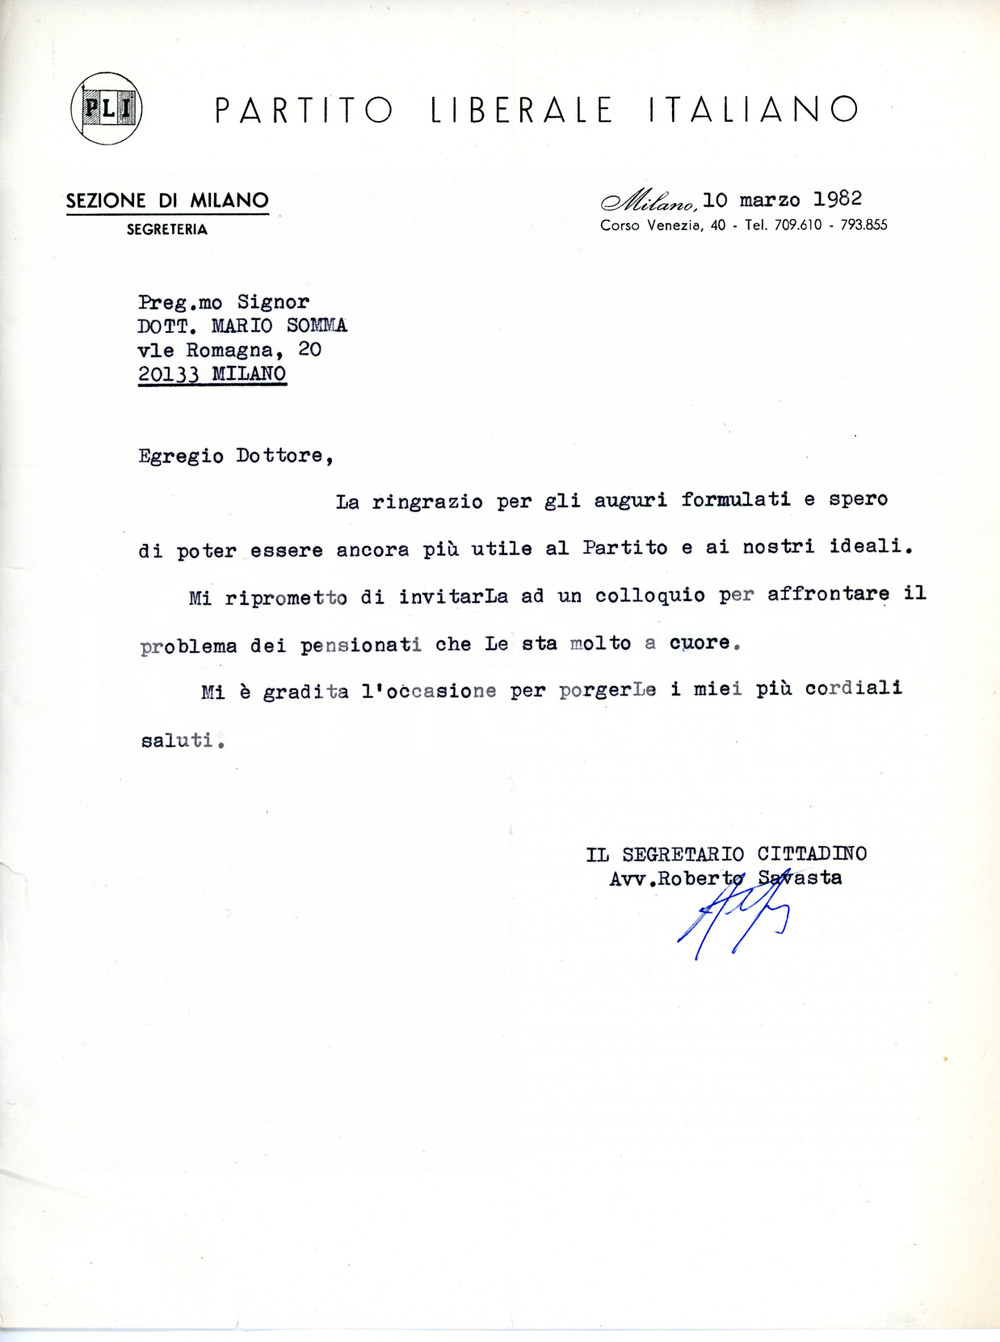 PLI
PARTITO LIBERALE ITALIANO
SEZIONE DI MILANO
SEGRETERIA
Milano, 10 marzo 1982
Corso Venezia, 40 - Tel. 709.610 - 793.855
Preg.mo Signor
DOTT. MARIO SOMMA
vle Romagna, 20
20133 MILANO
Egregio Dottore,
La ringrazio per gli auguri formulati e spero
di poter essere ancora più utile al Partito e ai nostri ideali.
Mi riprometto di invitarLa ad un colloquio per affrontare il
problema dei pensionati che Le sta molto a cuore.
Mi è gradita l'occasione per porgerLe i miei più cordiali
saluti.
IL SEGRETARIO CITTADINO
Avv.Roberto Savasta